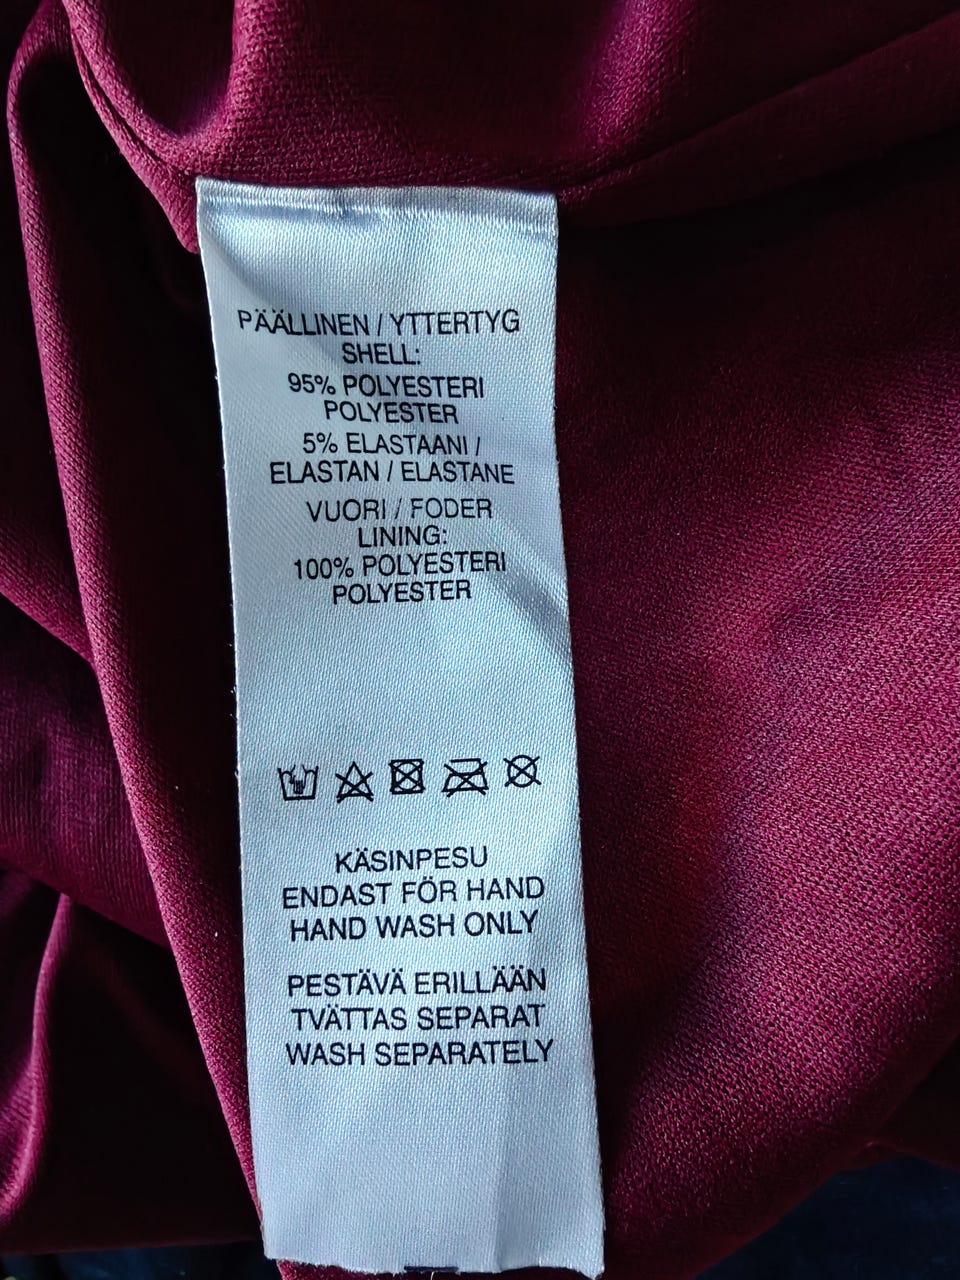 PÄÄLLINEN / YTTERTYG
SHELL:
95% POLYESTERI
POLYESTER
5% ELASTAANI /
ELASTAN / ELASTANE
VUORI / FODER
LINING:
100% POLYESTERI
POLYESTER
KÄSINPESU
ENDAST FÖR HAND
HAND WASH ONLY
PESTÄVÄ ERILLÄÄN
TVÄTTAS SEPARAT
WASH SEPARATELY